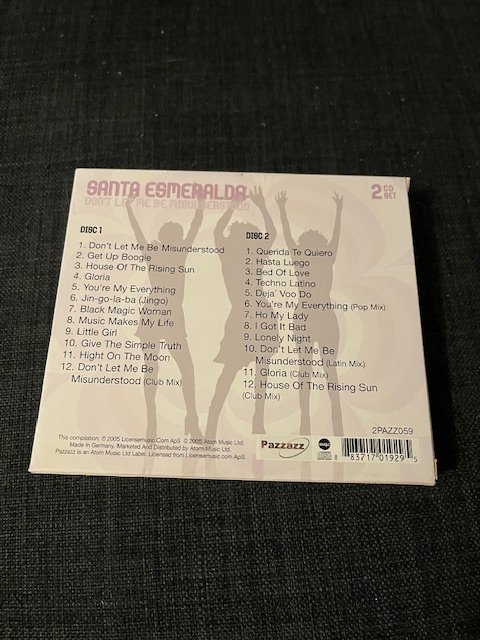 SANTA ESMERALDA
DON'T LET ME BE MISUNDERSTOOD
2 CD SET
DISC 1
1. Don't Let Me Be Misunderstood
2. Get Up Boogie
3. House Of The Rising Sun
4. Gloria
5. You're My Everything
6. Jin-go-la-ba (Jingo)
7. Black Magic Woman
8. Music Makes My Life
9. Little Girl
10. Give The Simple Truth
11. Hight On The Moon
12. Don't Let Me Be
Misunderstood (Club Mix)
DISC 2
1. Querida Te Quiero
2. Hasta Luego
3. Bed Of Love
4. Techno Latino
5. Deja' Voo Do
6. You're My Everything (Pop Mix)
7. Ho My Lady
8. I Got It Bad
9. Lonely Night
10. Don't Let Me Be
Misunderstood (Latin Mix)
11. Gloria (Club Mix)
12. House Of The Rising Sun
(Club Mix)
2PAZZ059
This compilation: ℗ 2005 Licensemusic.Com ApS © 2005 Atom Music Ltd.
Made In Germany. Marketed And Distributed by Atom Music Ltd.
Pazzazz is an Atom Music Ltd Label, Licensed from Licensemusic.com ApS
Pazzazz
8 83717 01929 5